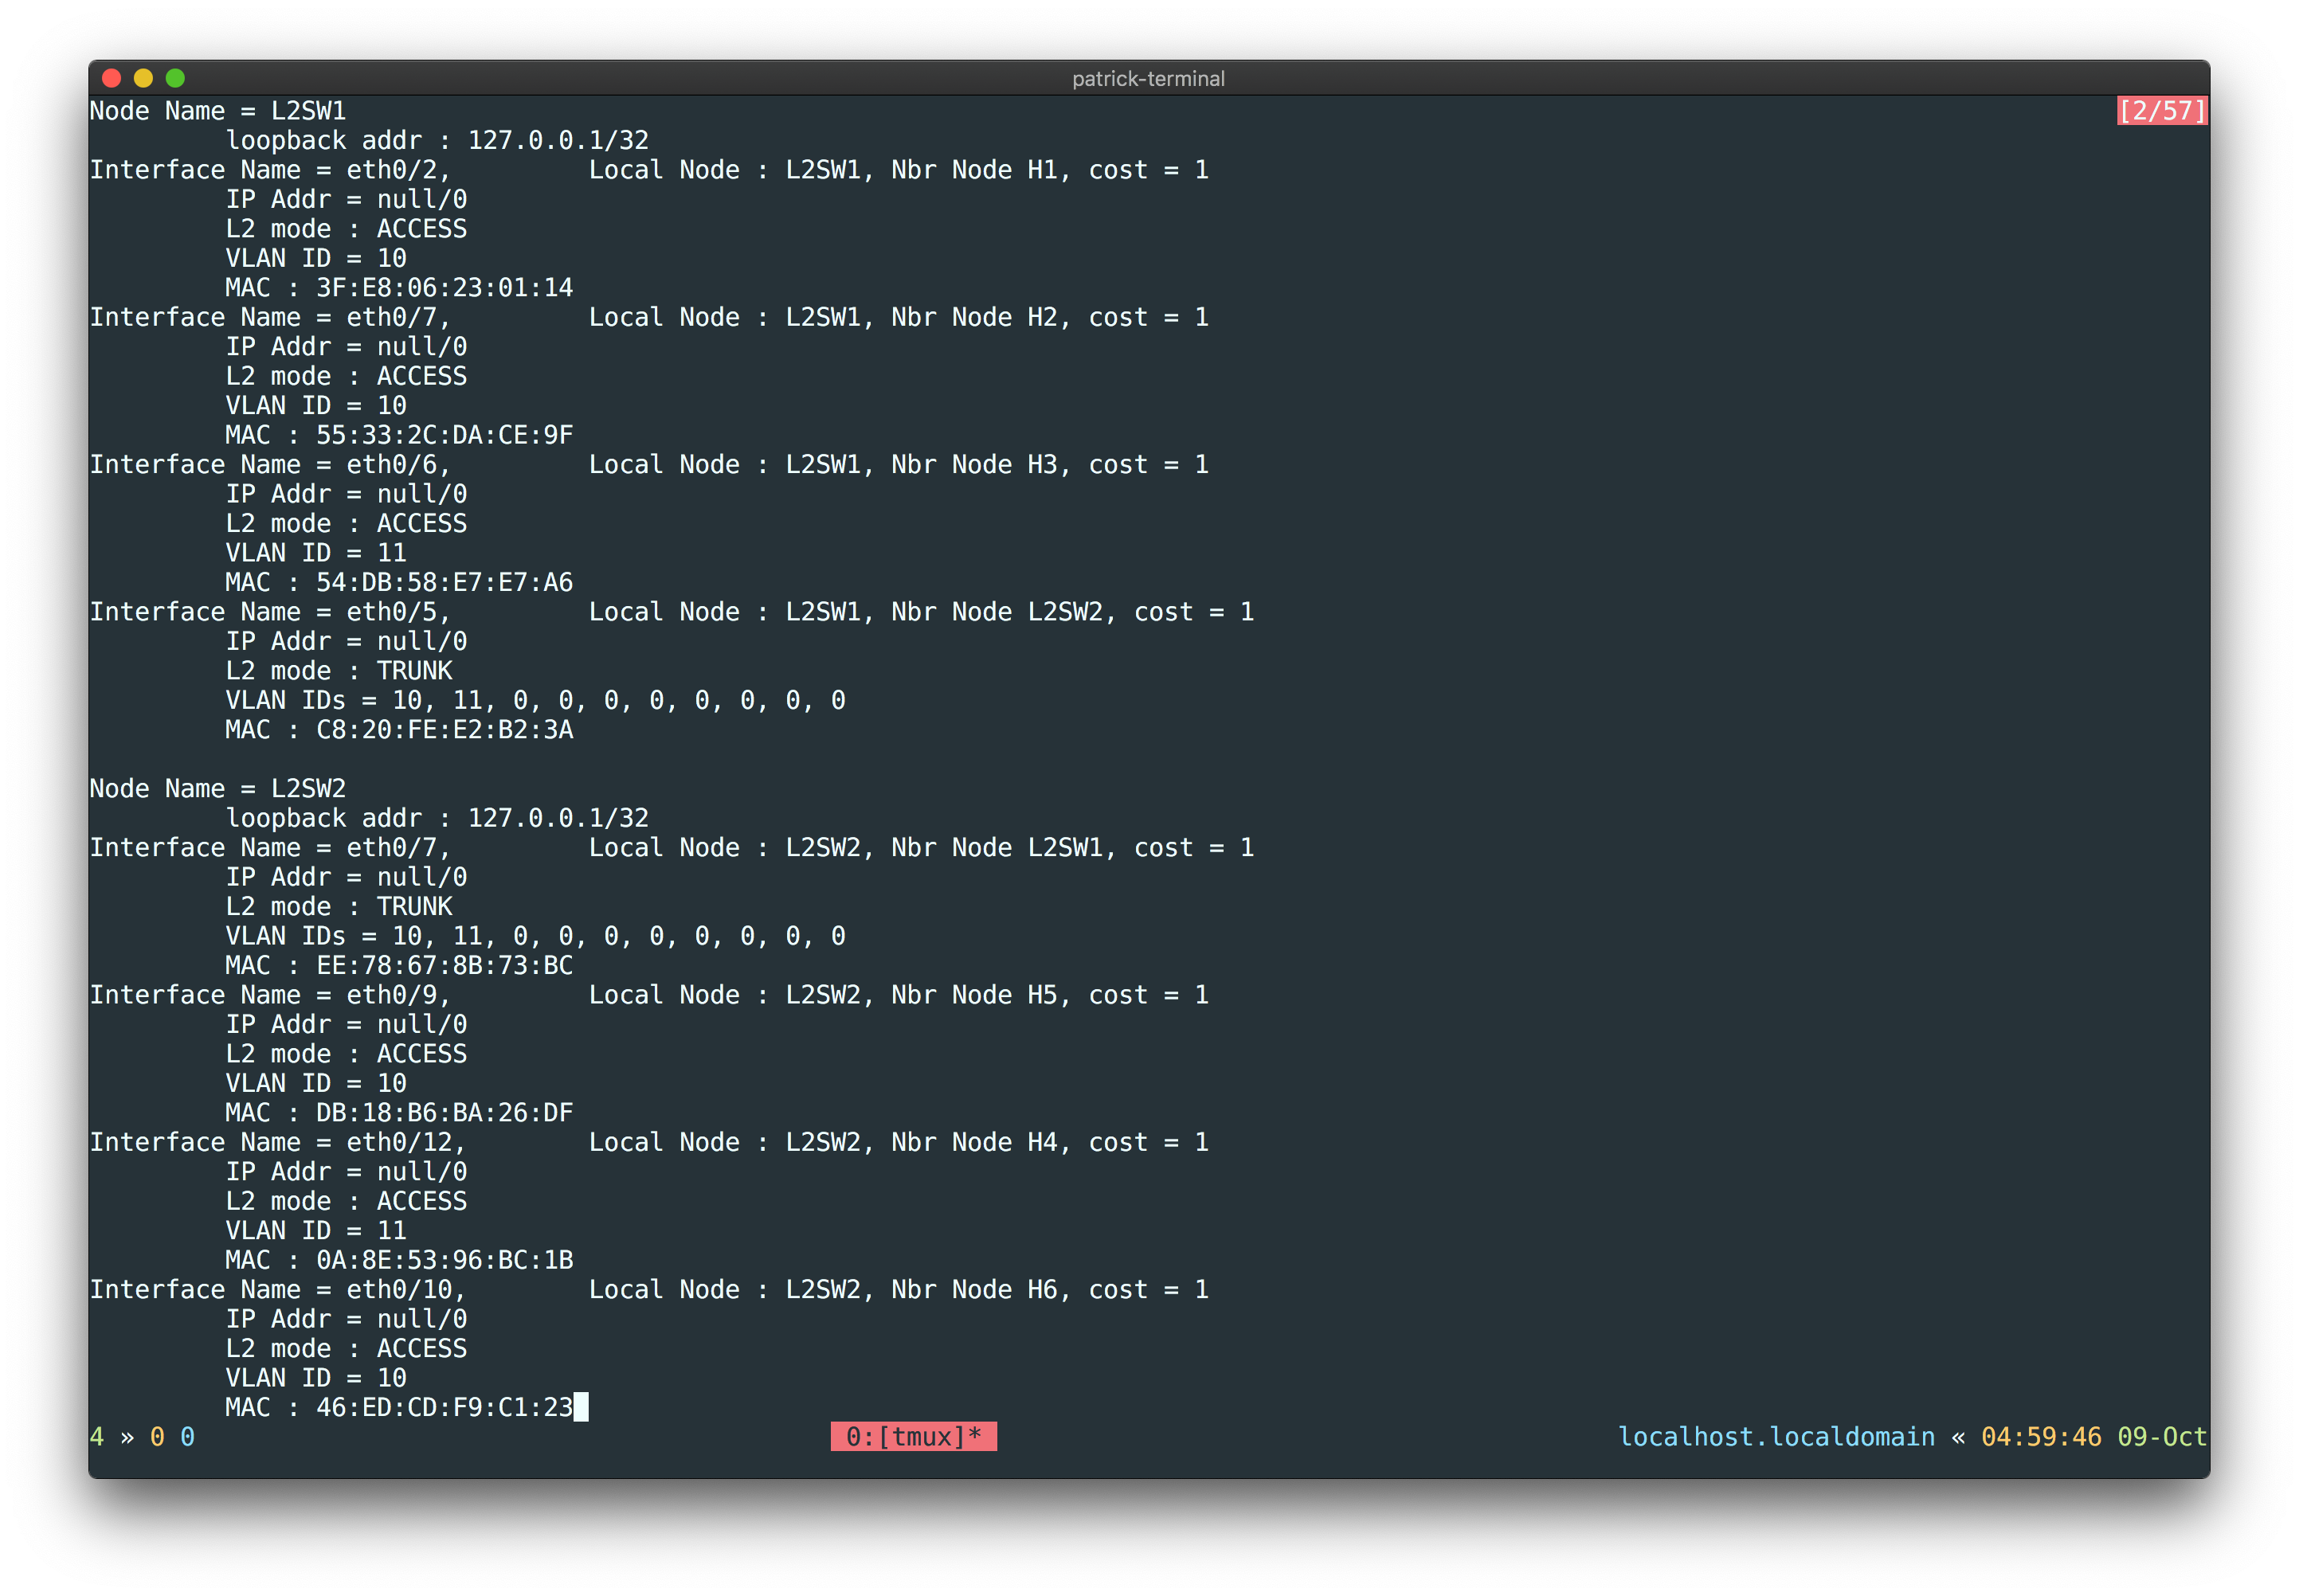 patrick-terminal
Node Name = L2SW1 [2/57]
loopback addr : 127.0.0.1/32
Interface Name = eth0/2, Local Node : L2SW1, Nbr Node H1, cost = 1
IP Addr = null/0
L2 mode : ACCESS
VLAN ID = 10
MAC : 3F:E8:06:23:01:14
Interface Name = eth0/7, Local Node : L2SW1, Nbr Node H2, cost = 1
IP Addr = null/0
L2 mode : ACCESS
VLAN ID = 10
MAC : 55:33:2C:DA:CE:9F
Interface Name = eth0/6, Local Node : L2SW1, Nbr Node H3, cost = 1
IP Addr = null/0
L2 mode : ACCESS
VLAN ID = 11
MAC : 54:DB:58:E7:E7:A6
Interface Name = eth0/5, Local Node : L2SW1, Nbr Node L2SW2, cost = 1
IP Addr = null/0
L2 mode : TRUNK
VLAN IDs = 10, 11, 0, 0, 0, 0, 0, 0, 0, 0
MAC : C8:20:FE:E2:B2:3A
Node Name = L2SW2
loopback addr : 127.0.0.1/32
Interface Name = eth0/7, Local Node : L2SW2, Nbr Node L2SW1, cost = 1
IP Addr = null/0
L2 mode : TRUNK
VLAN IDs = 10, 11, 0, 0, 0, 0, 0, 0, 0, 0
MAC : EE:78:67:8B:73:BC
Interface Name = eth0/9, Local Node : L2SW2, Nbr Node H5, cost = 1
IP Addr = null/0
L2 mode : ACCESS
VLAN ID = 10
MAC : DB:18:B6:BA:26:DF
Interface Name = eth0/12, Local Node : L2SW2, Nbr Node H4, cost = 1
IP Addr = null/0
L2 mode : ACCESS
VLAN ID = 11
MAC : 0A:8E:53:96:BC:1B
Interface Name = eth0/10, Local Node : L2SW2, Nbr Node H6, cost = 1
IP Addr = null/0
L2 mode : ACCESS
VLAN ID = 10
MAC : 46:ED:CD:F9:C1:23
4 » 0 0 0:[tmux]* localhost.localdomain « 04:59:46 09-Oct